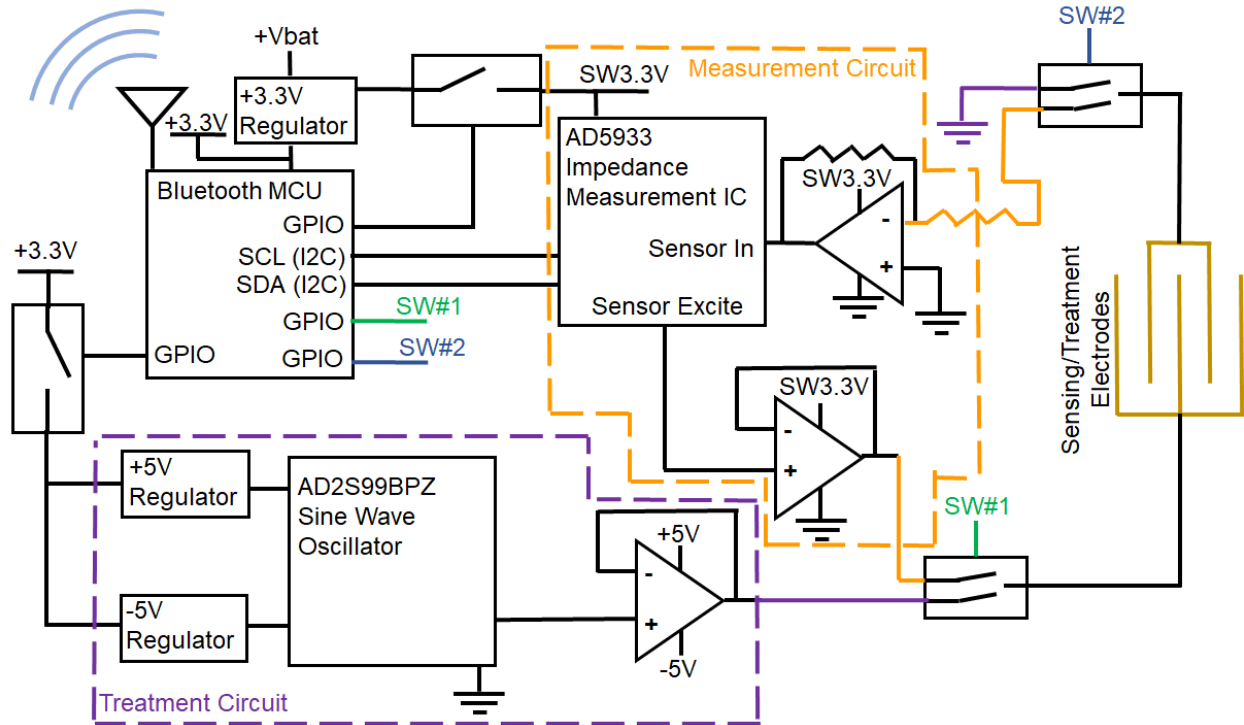 SW#2
+Vbat
SW3.3V
Measurement Circuit
+3.3V
Regulator
+3.3V
AD5933
Impedance
Measurement IC
Bluetooth MCU
SW3.3V
GPIO
-
Sensor In
SCL (I2C)
+3.3V
+
SDA (I2C)
Sensor Excite
SW#1
GPIO
Sensing/Treatment
Electrodes
SW#2
GPIO
GPIO
SW3.3V
-
+
+5V
Regulator
AD2S99BPZ
Sine Wave
Oscillator
SW#1
+5V
-
-5V
Regulator
+
-5V
Treatment Circuit